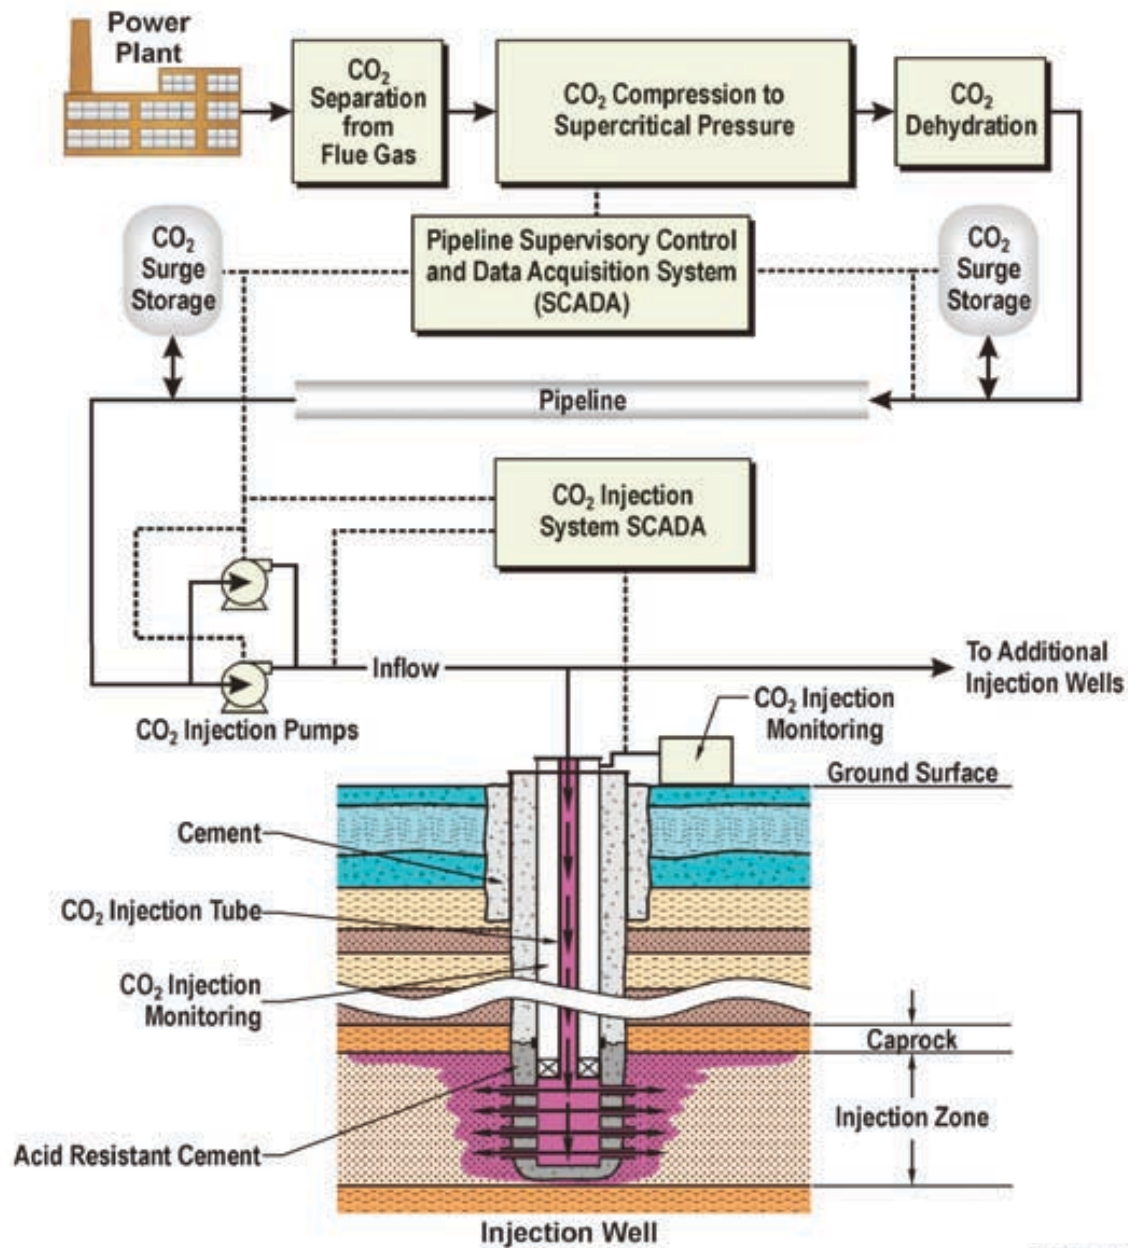 Power
Plant
CO₂
Separation
from
Flue Gas
CO₂ Compression to
Supercritical Pressure
CO₂
Dehydration
CO₂
Surge
Storage
Pipeline Supervisory Control
and Data Acquisition System
(SCADA)
CO₂
Surge
Storage
Pipeline
CO₂ Injection
System SCADA
Inflow
To Additional
Injection Wells
CO₂ Injection Pumps
CO₂ Injection
Monitoring
Ground Surface
Cement
CO₂ Injection Tube
CO₂ Injection
Monitoring
Caprock
Injection Zone
Acid Resistant Cement
Injection Well